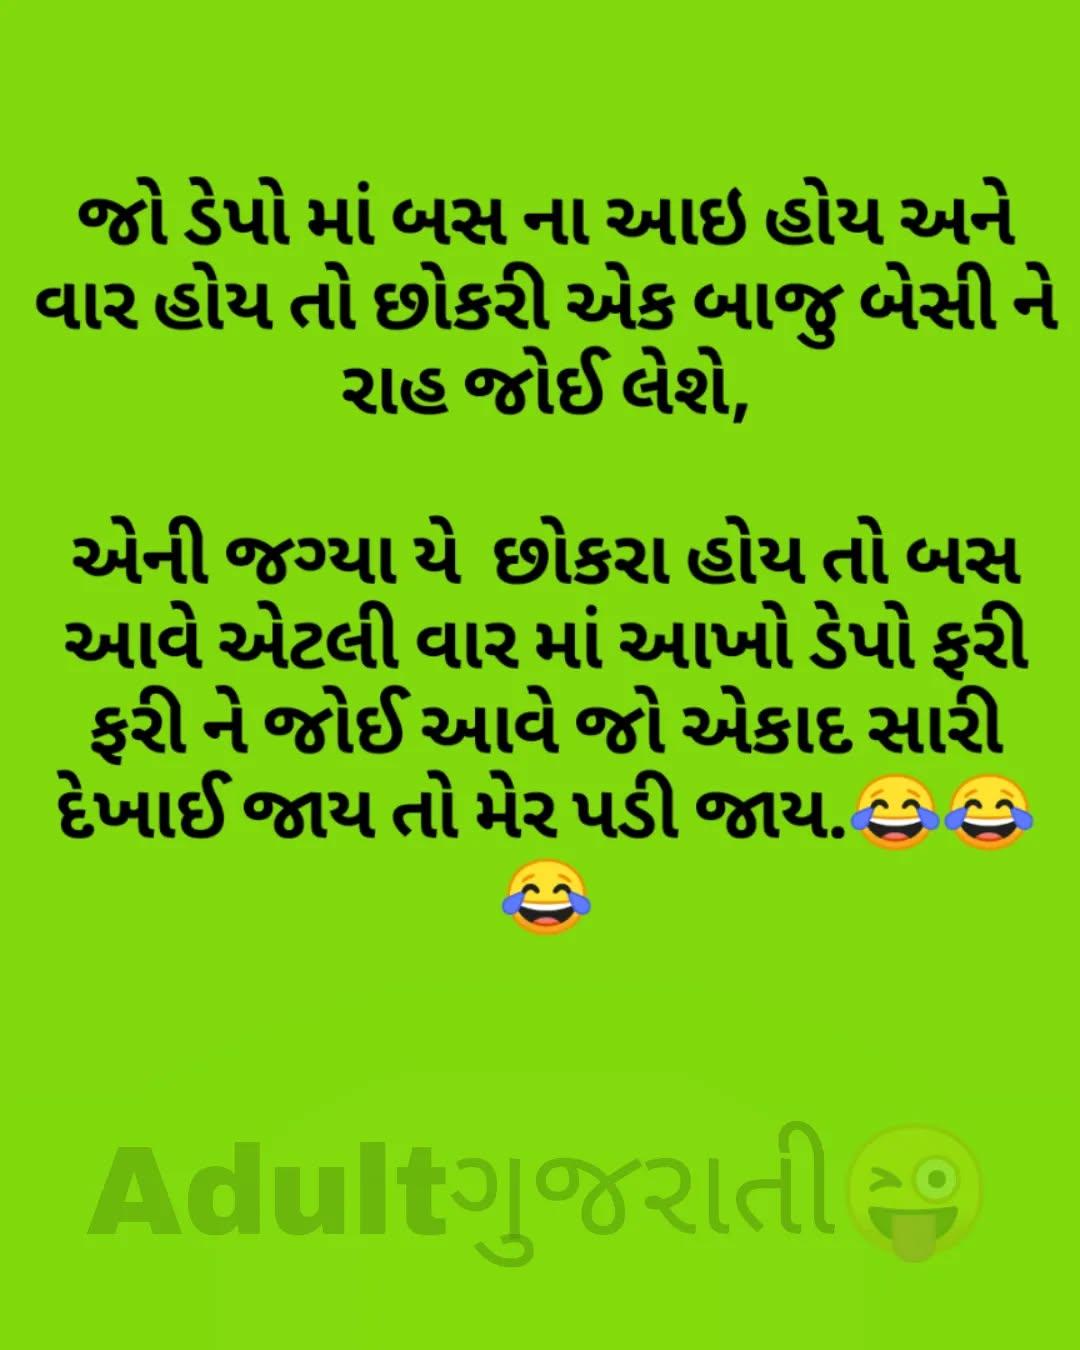 જો ડેપો માં બસ ના આઇ હોય અને
વાર હોય તો છોકરી એક બાજુ બેસી ને
રાહ જોઈ લેશે,
એની જગ્યા યે છોકરા હોય તો બસ
આવે એટલી વાર માં આખો ડેપો ફરી
ફરી ને જોઈ આવે જો એકાદ સારી
દેખાઈ જાય તો મેર પડી જાય.😂😂
😂
Adultગુજરાતી😜